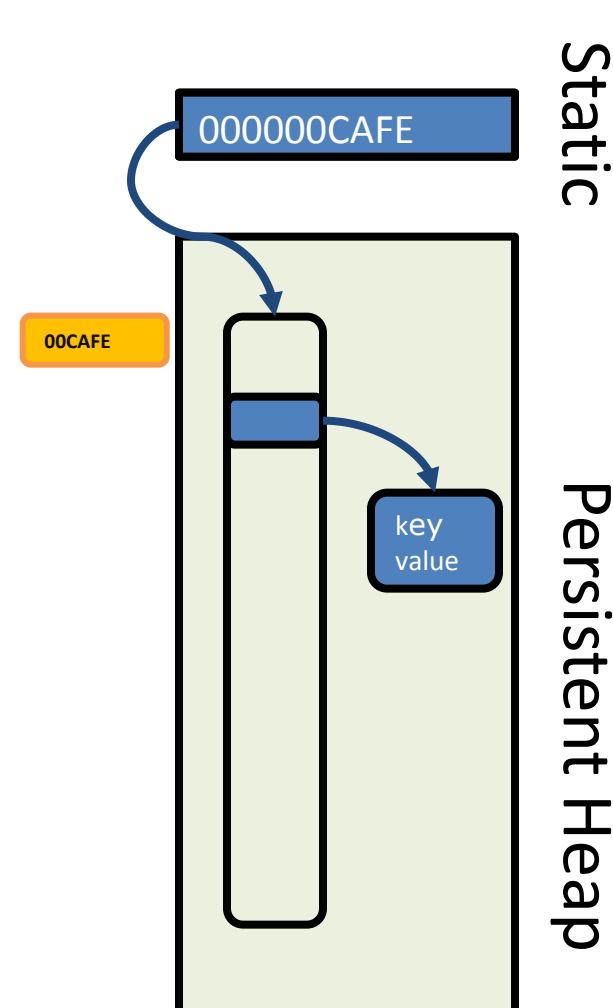 Static
000000CAFE
00CAFE
key
value
Persistent Heap